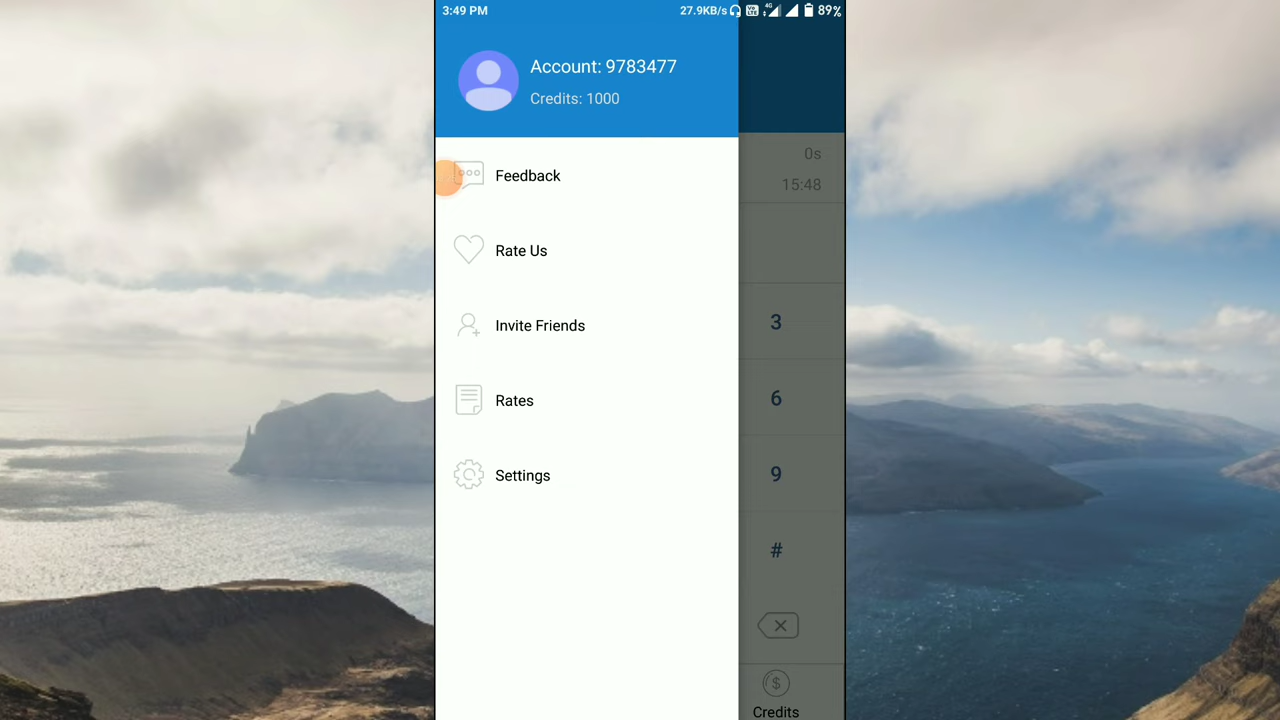 3:49 PM 27.9KB/s 4G 89%
Account: 9783477
Credits: 1000
Feedback
Rate Us
Invite Friends
Rates
Settings
0s
15:48
3
6
9
#
$
Credits